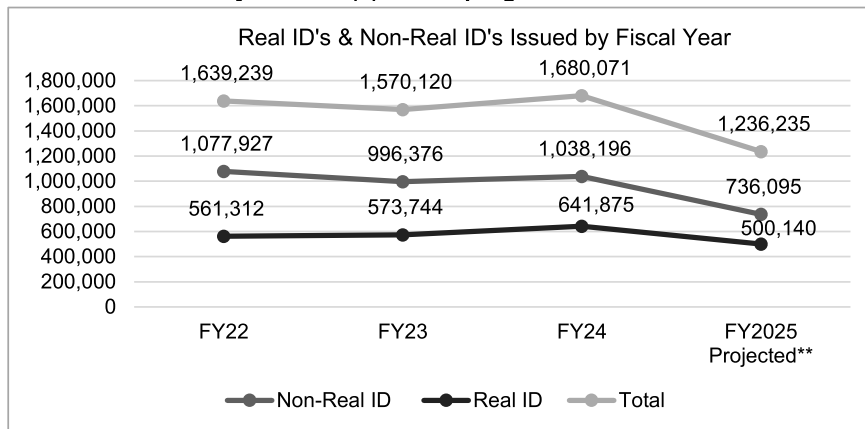 Real ID's & Non-Real ID's Issued by Fiscal Year
1,800,000
1,600,000
1,400,000
1,200,000
1,000,000
800,000
600,000
400,000
200,000
0
1,639,239
1,570,120
1,680,071
1,236,235
1,077,927
996,376
1,038,196
736,095
561,312
573,744
641,875
500,140
FY22
FY23
FY24
FY2025
Projected**
Non-Real ID
Real ID
Total